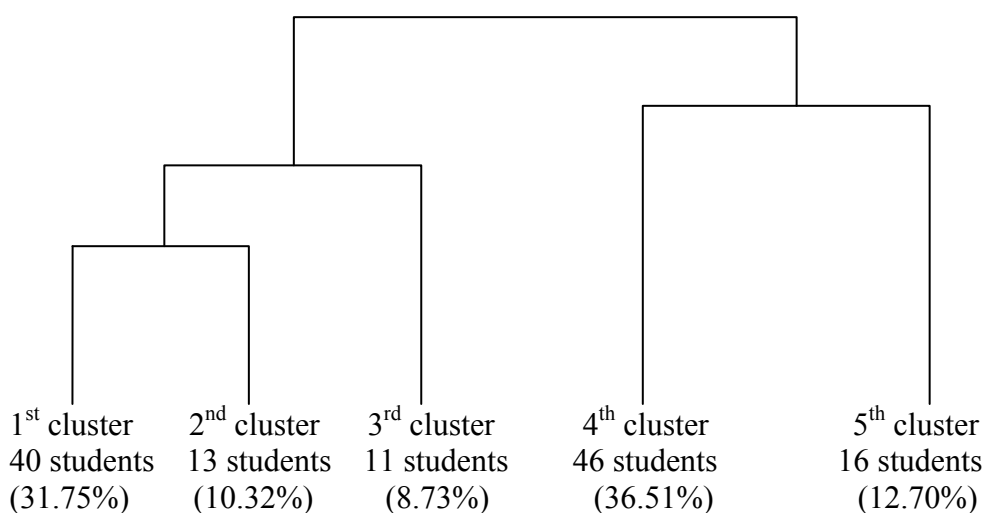 1st cluster 2nd cluster 3rd cluster 4th cluster 5th cluster
40 students 13 students 11 students 46 students 16 students
(31.75%) (10.32%) (8.73%) (36.51%) (12.70%)